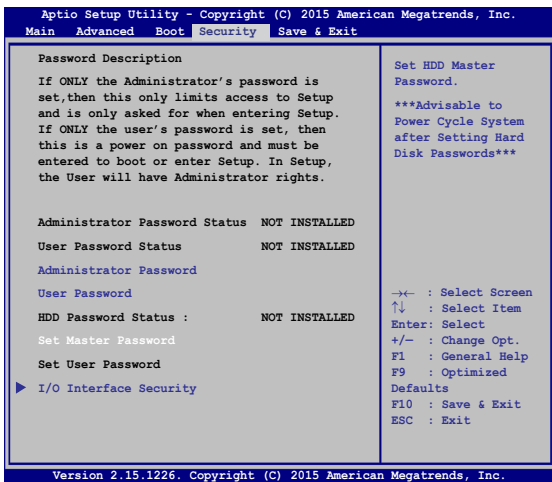 Aptio Setup Utility - Copyright (C) 2015 American Megatrends, Inc.
Main Advanced Boot Security Save & Exit
Password Description
If ONLY the Administrator's password is
set,then this only limits access to Setup
and is only asked for when entering Setup.
If ONLY the user's password is set, then
this is a power on password and must be
entered to boot or enter Setup. In Setup,
the User will have Administrator rights.
Administrator Password Status NOT INSTALLED
User Password Status NOT INSTALLED
Administrator Password
User Password
HDD Password Status : NOT INSTALLED
Set Master Password
Set User Password
I/O Interface Security
Set HDD Master
Password.
***Advisable to
Power Cycle System
after Setting Hard
Disk Passwords***
→← : Select Screen
↑↓ : Select Item
Enter: Select
+/— : Change Opt.
F1 : General Help
F9 : Optimized
Defaults
F10 : Save & Exit
ESC : Exit
Version 2.15.1226. Copyright (C) 2015 American Megatrends, Inc.